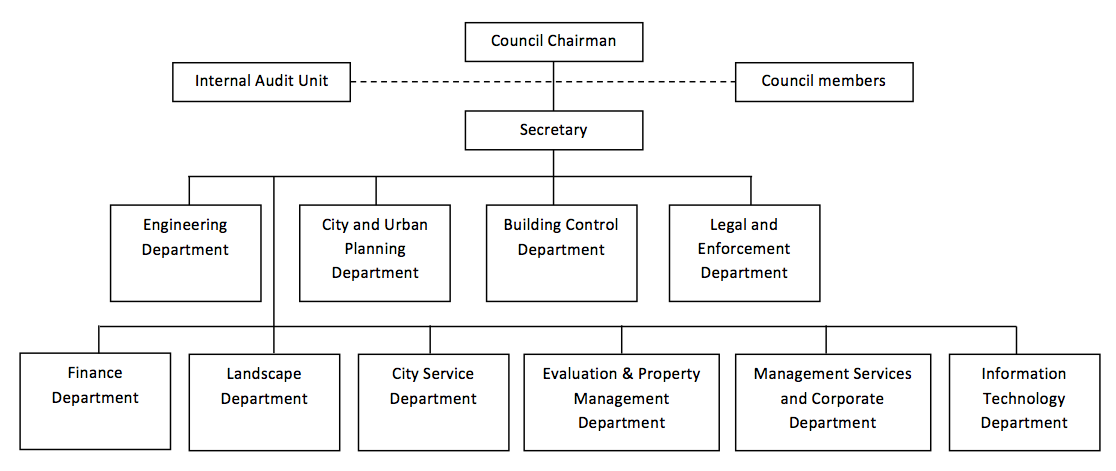 Council Chairman
Internal Audit Unit
Council members
Secretary
Engineering
Department
City and Urban
Planning
Department
Building Control
Department
Legal and
Enforcement
Department
Finance
Department
Landscape
Department
City Service
Department
Evaluation & Property
Management
Department
Management Services
and Corporate
Department
Information
Technology
Department